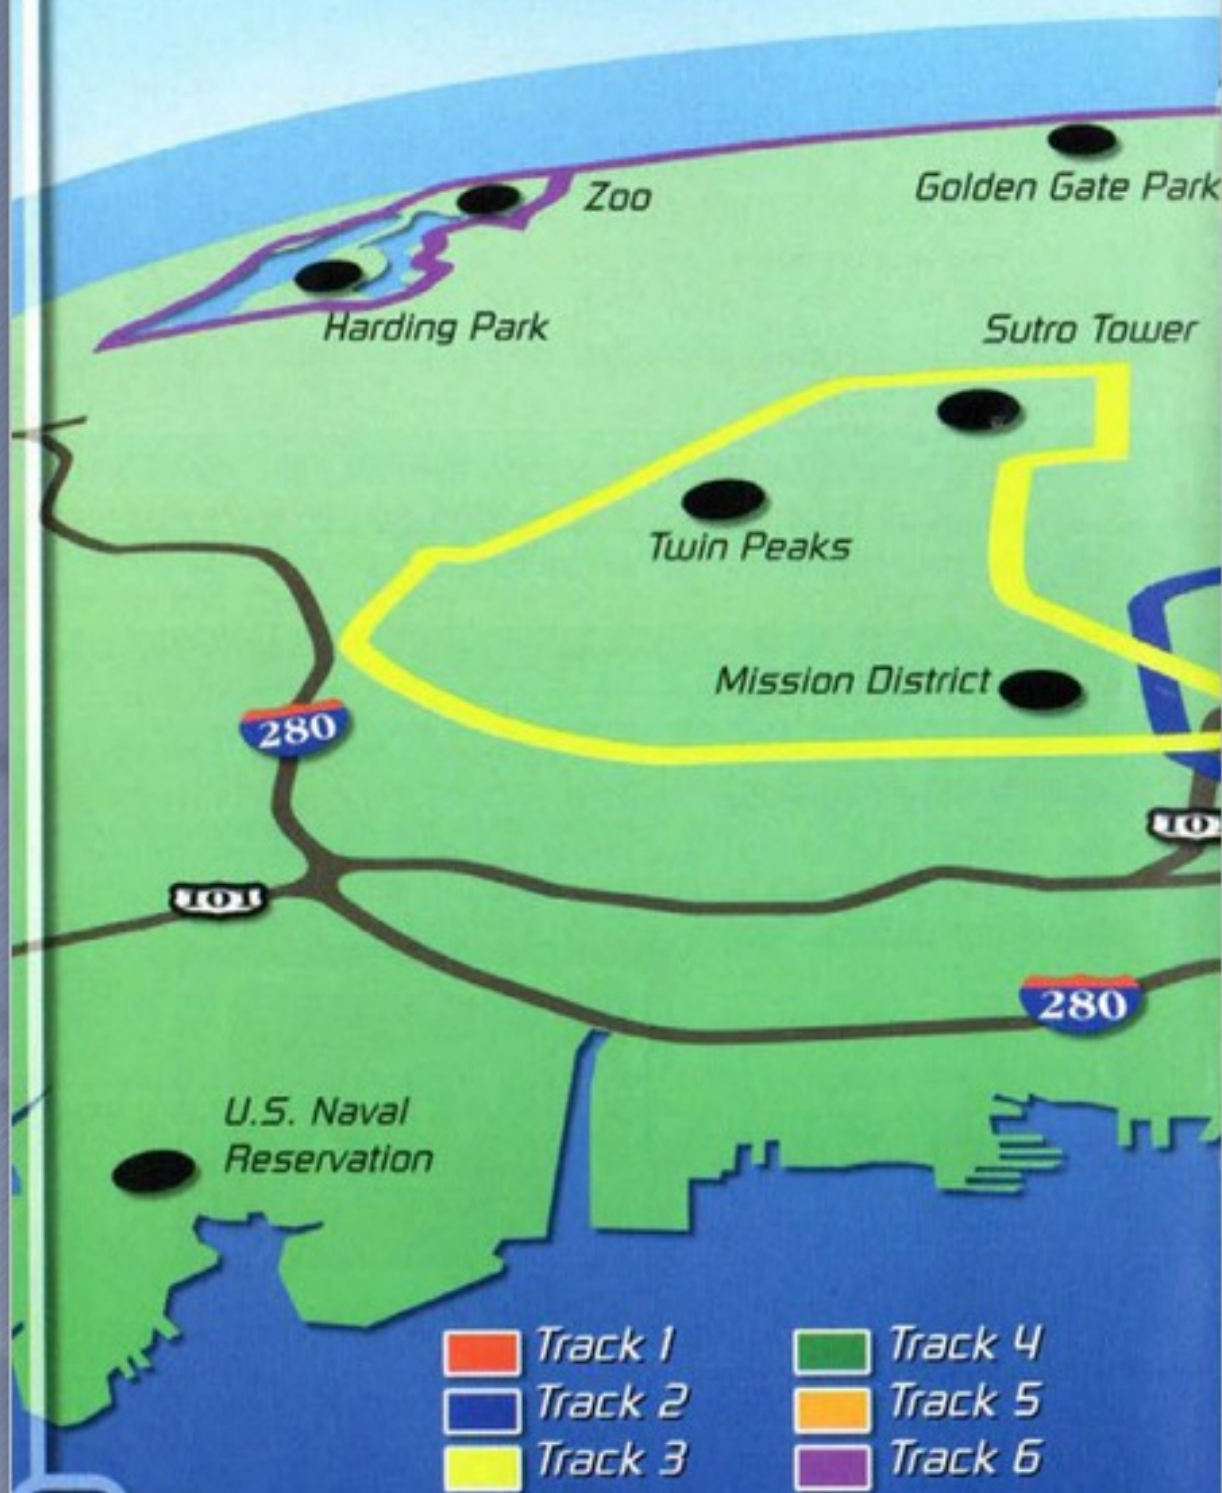 Zoo
Golden Gate Park
Harding Park
Sutro Tower
Twin Peaks
Mission District
280
10
101
280
U.S. Naval
Reservation
Track 1
Track 4
Track 2
Track 5
Track 3
Track 6